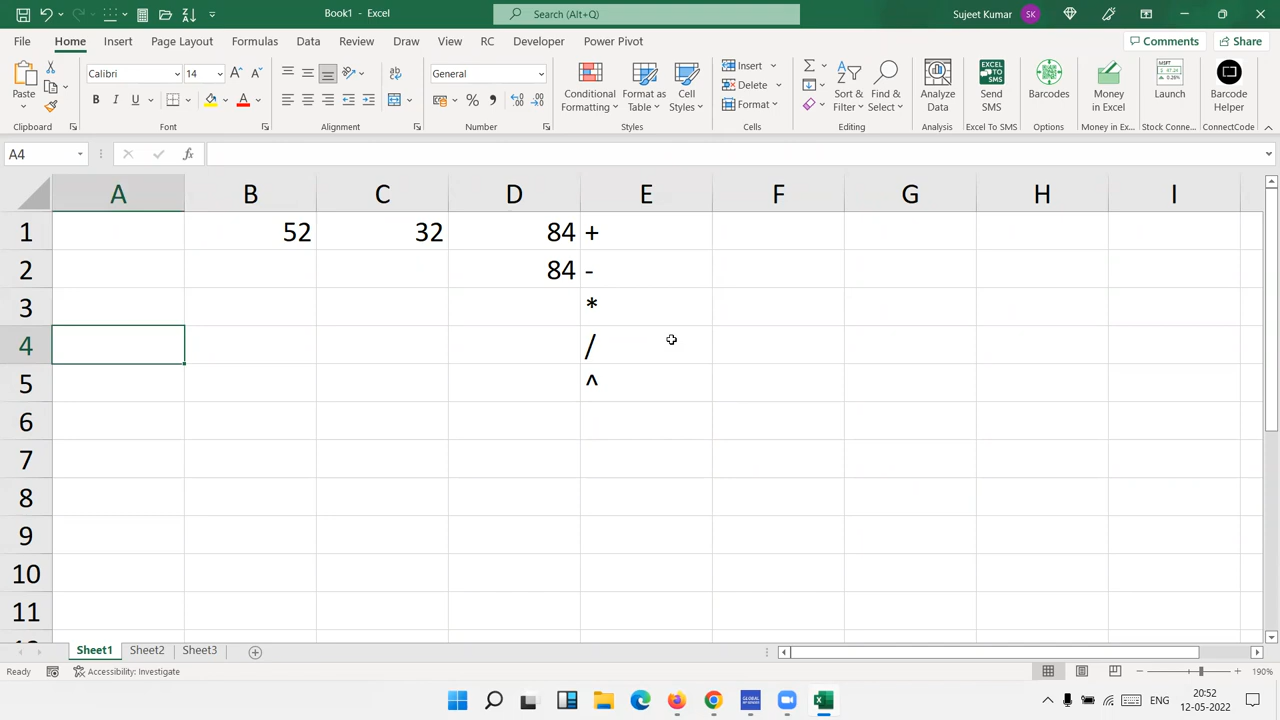 Book1 - Excel
Search (Alt+Q)
Sujeet Kumar
SK
File Home Insert Page Layout Formulas Data Review View Draw RC Developer Power Pivot
Comments
Share
Paste
Calibri
14
B I U
General
Conditional Formatting
Format as Table
Cell Styles
Insert
Delete
Format
Sort & Filter
Find & Select
Analyze Data
Send SMS
Barcodes
Money in Excel
Launch
Barcode Helper
Clipboard
Font
Alignment
Number
Styles
Cells
Editing
Analysis
Excel To SMS
Options
Money in Ex...
Stock Conne...
ConnectCode
A4
fx
A B C D E F G H I
1 52 32 84 +
2 84 -
3 *
4 /
5 ^
6
7
8
9
10
11
Sheet1 Sheet2 Sheet3
Ready
Accessibility: Investigate
190%
ENG
20:52
12-05-2022